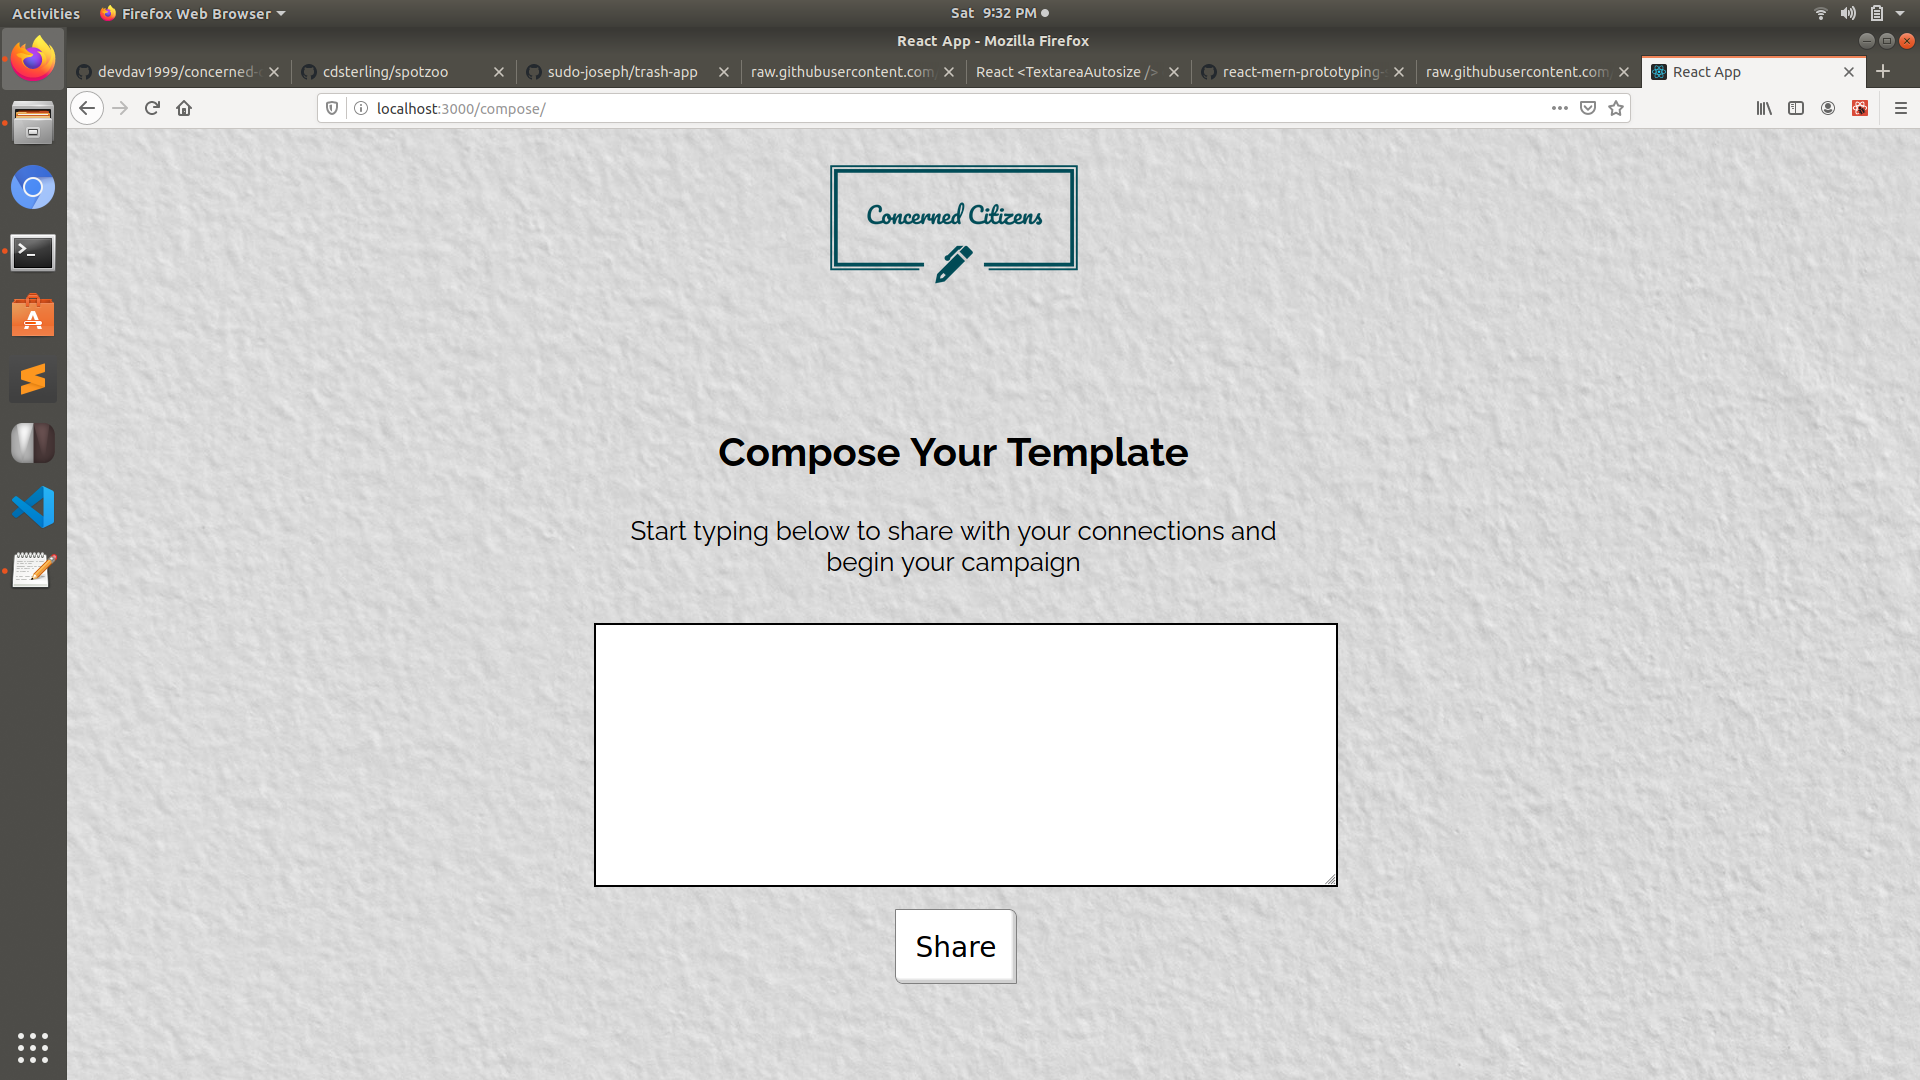 Activities
Firefox Web Browser
Sat 9:32 PM
React App - Mozilla Firefox
devdav1999/concerned-
cdsterling/spotzoo
sudo-joseph/trash-app
raw.githubusercontent.com
React <TextareaAutosize />
react-mern-prototyping
raw.githubusercontent.com
React App
localhost:3000/compose/
Concerned Citizens
Compose Your Template
Start typing below to share with your connections and
begin your campaign
Share